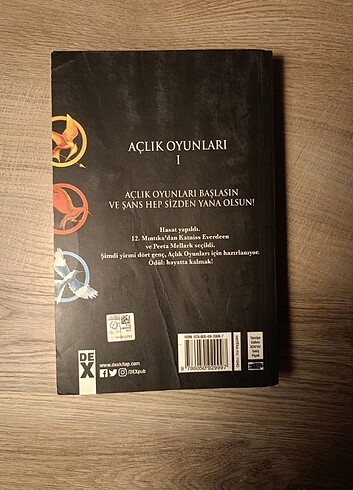 AÇLIK OYUNLARI
I
AÇLIK OYUNLARI BAŞLASIN
VE ŞANS HEP SİZDEN YANA OLSUN!
Hasat yapıldı.
12. Mıntıka'dan Katniss Everdeen
ve Peeta Mellark seçildi.
Şimdi yirmi dört genç, Açlık Oyunları için hazırlanıyor.
Ödül: hayatta kalmak!
DEX
www.dexkitap.com
/DEXpub